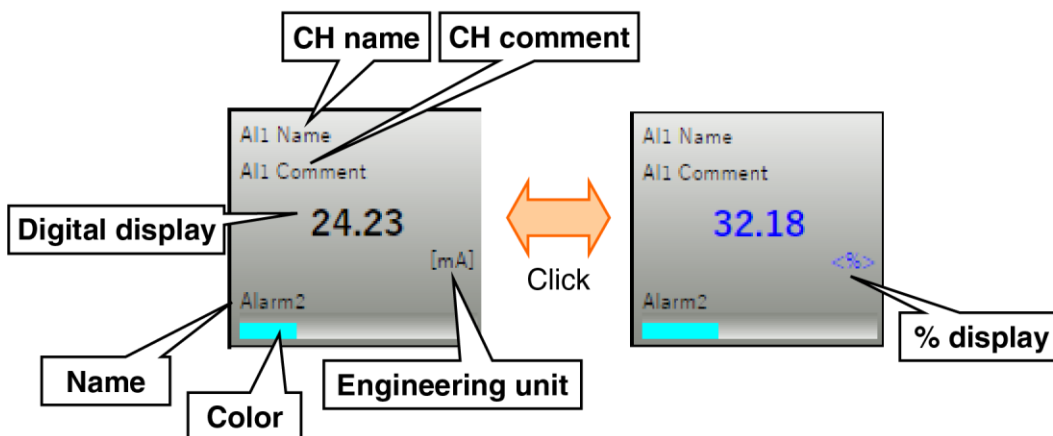 CH name CH comment
AI1 Name
AI1 Comment
Digital display
24.23
[mA]
Alarm2
Name
Color
Engineering unit
Click
AI1 Name
AI1 Comment
32.18
<%>
Alarm2
% display